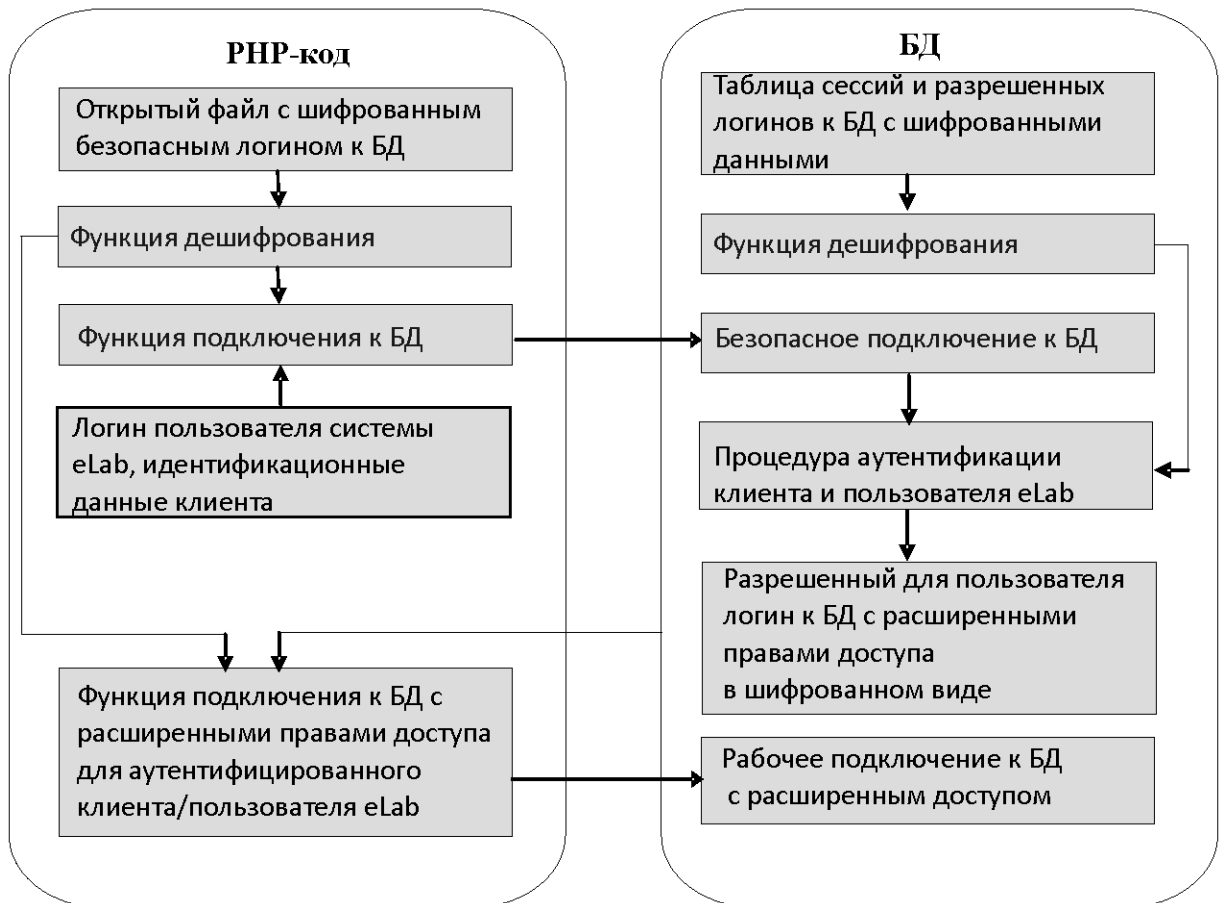 PHP-код
Открытый файл с шифрованным
безопасным логином к БД
Функция дешифрования
Функция подключения к БД
Логин пользователя системы
eLab, идентификационные
данные клиента
Функция подключения к БД с
расширенными правами доступа
для аутентифицированного
клиента/пользователя eLab
БД
Таблица сессий и разрешенных
логинов к БД с шифрованными
данными
Функция дешифрования
Безопасное подключение к БД
Процедура аутентификации
клиента и пользователя eLab
Разрешенный для пользователя
логин к БД с расширенными
правами доступа
в шифрованном виде
Рабочее подключение к БД
с расширенным доступом